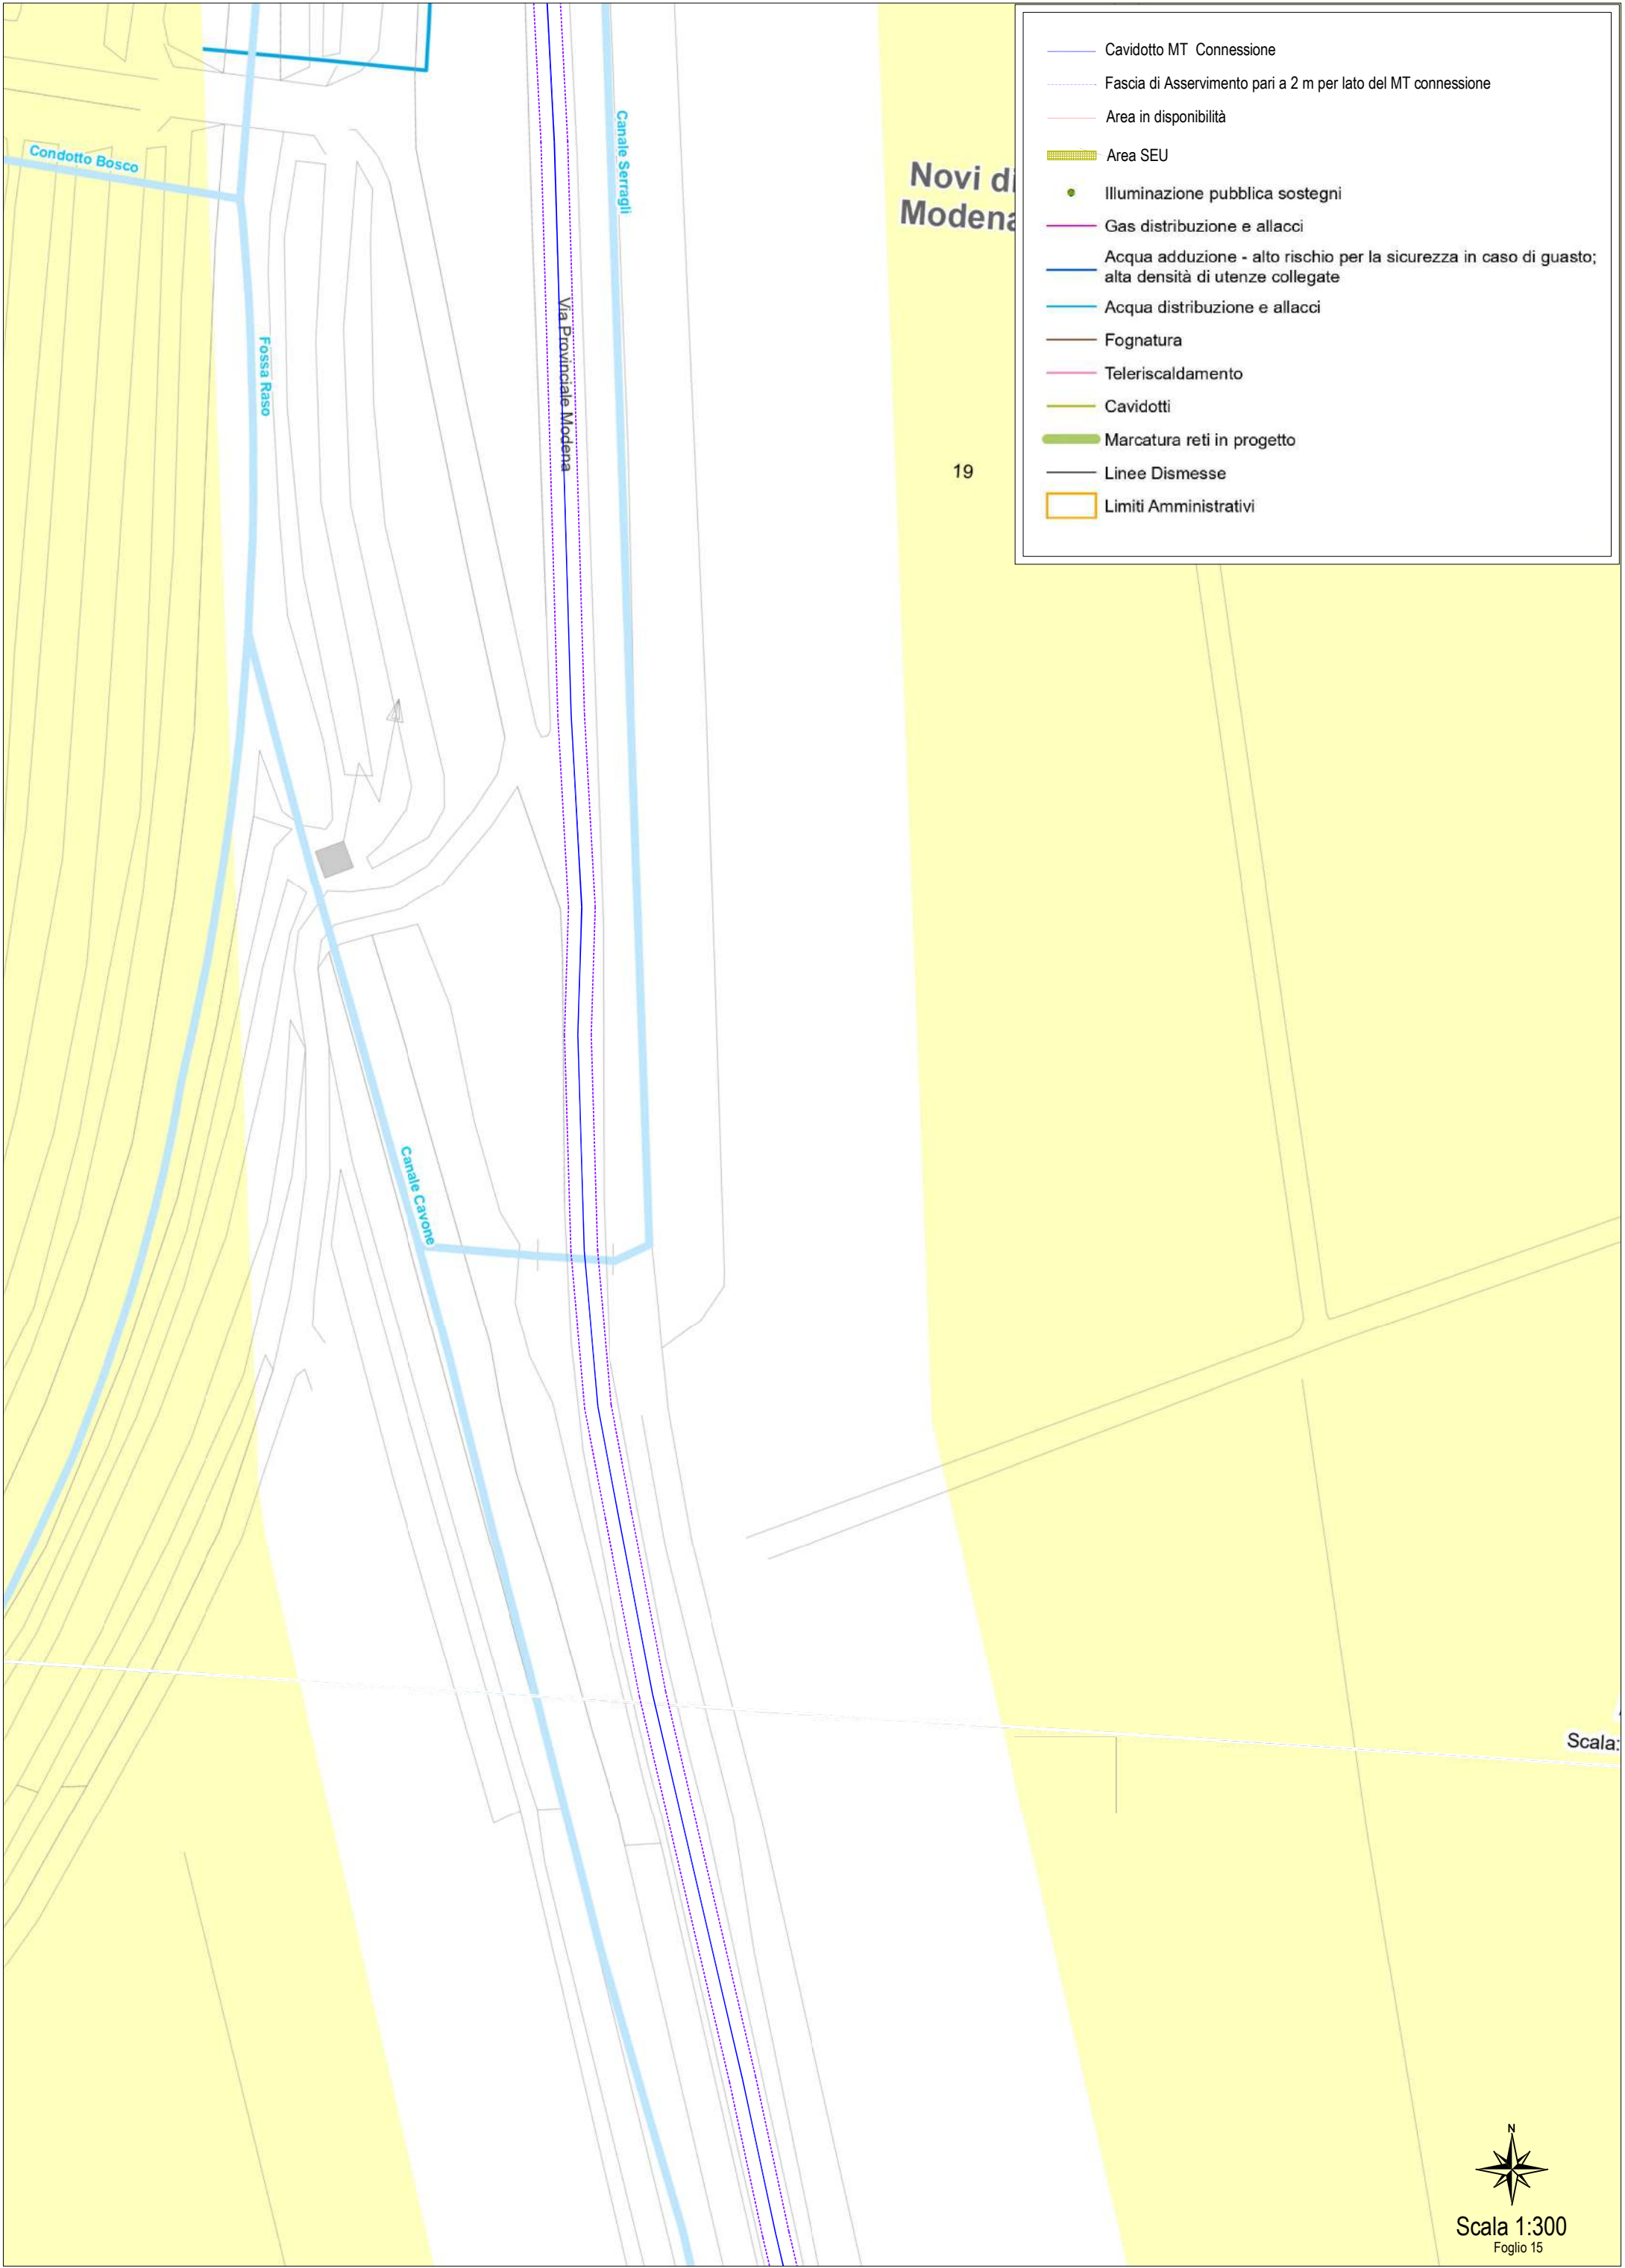 Cavidotto MT Connessione
Fascia di Asservimento pari a 2 m per lato del MT connessione
Area in disponibilità
Area SEU
Illuminazione pubblica sostegni
Gas distribuzione e allacci
Acqua adduzione - alto rischio per la sicurezza in caso di guasto;
alta densità di utenze collegate
Acqua distribuzione e allacci
Fognatura
Teleriscaldamento
Cavidotti
Marcatura reti in progetto
Linee Dismesse
Limiti Amministrativi
Condotto Bosco
Canale Serragli
Novi di
Modena
Fossa Raso
Via Provinciale Modena
19
Canale Cavone
Scala:
N
Scala 1:300
Foglio 15